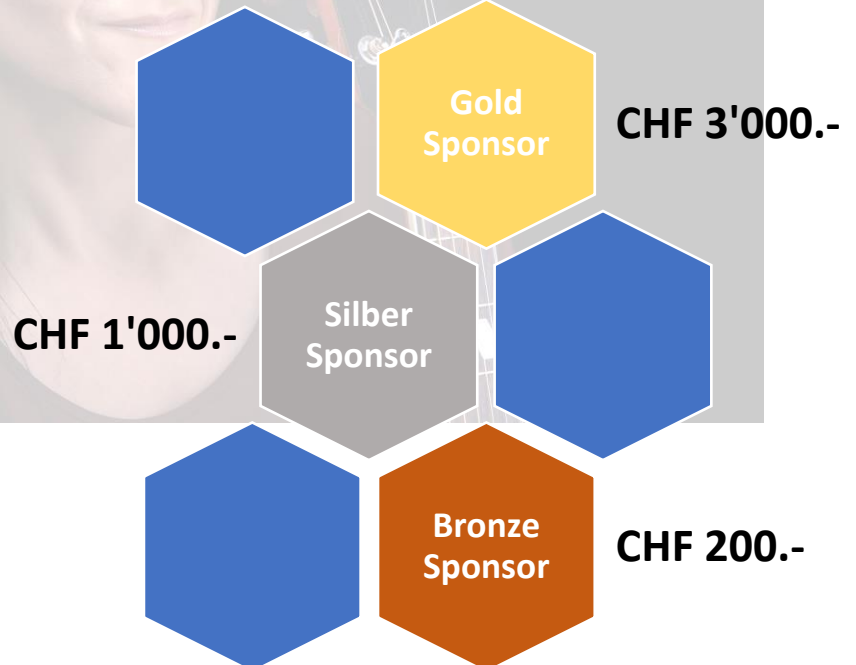 Gold
Sponsor
CHF 3'000.-
CHF 1'000.-
Silber
Sponsor
Bronze
Sponsor
CHF 200.-